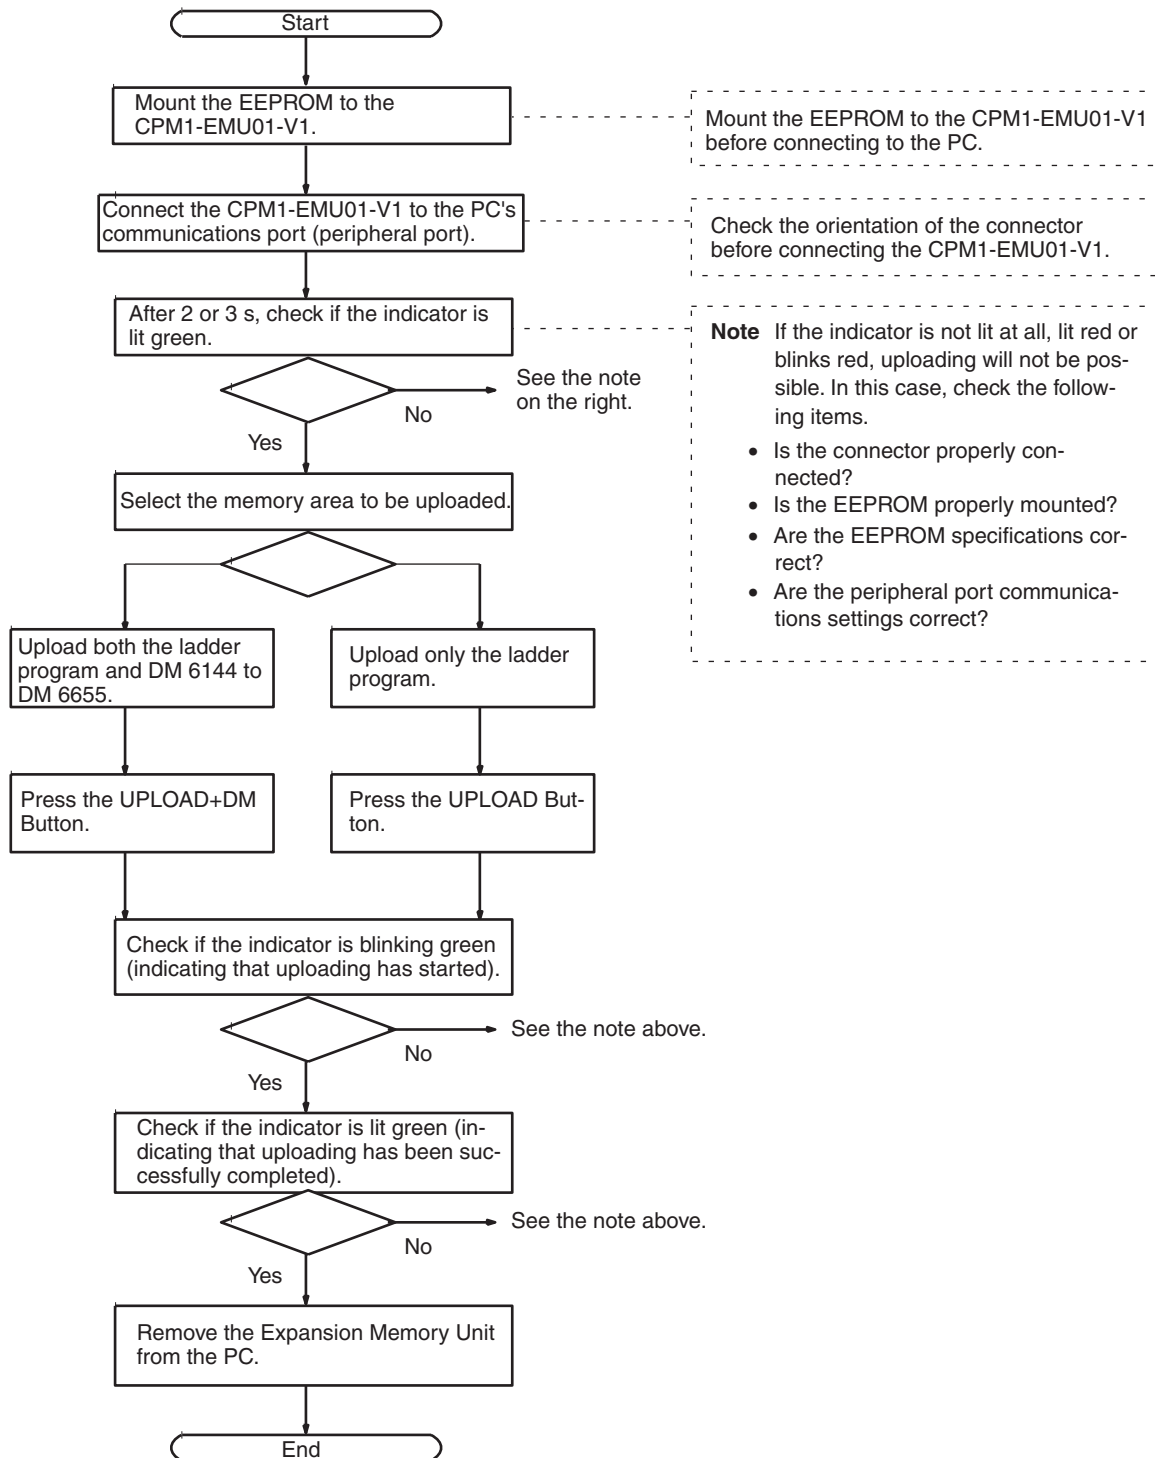 Start
Mount the EEPROM to the
CPM1-EMU01-V1.
Mount the EEPROM to the CPM1-EMU01-V1
before connecting to the PC.
Connect the CPM1-EMU01-V1 to the PC's
communications port (peripheral port).
Check the orientation of the connector
before connecting the CPM1-EMU01-V1.
After 2 or 3 s, check if the indicator is
lit green.
Note If the indicator is not lit at all, lit red or
blinks red, uploading will not be pos-
sible. In this case, check the follow-
ing items.
• Is the connector properly con-
nected?
• Is the EEPROM properly mounted?
• Are the EEPROM specifications cor-
rect?
• Are the peripheral port communica-
tions settings correct?
See the note
on the right.
No
Yes
Select the memory area to be uploaded.
Upload both the ladder
program and DM 6144 to
DM 6655.
Upload only the ladder
program.
Press the UPLOAD+DM
Button.
Press the UPLOAD But-
ton.
Check if the indicator is blinking green
(indicating that uploading has started).
See the note above.
No
Yes
Check if the indicator is lit green (in-
dicating that uploading has been suc-
cessfully completed).
See the note above.
No
Yes
Remove the Expansion Memory Unit
from the PC.
End